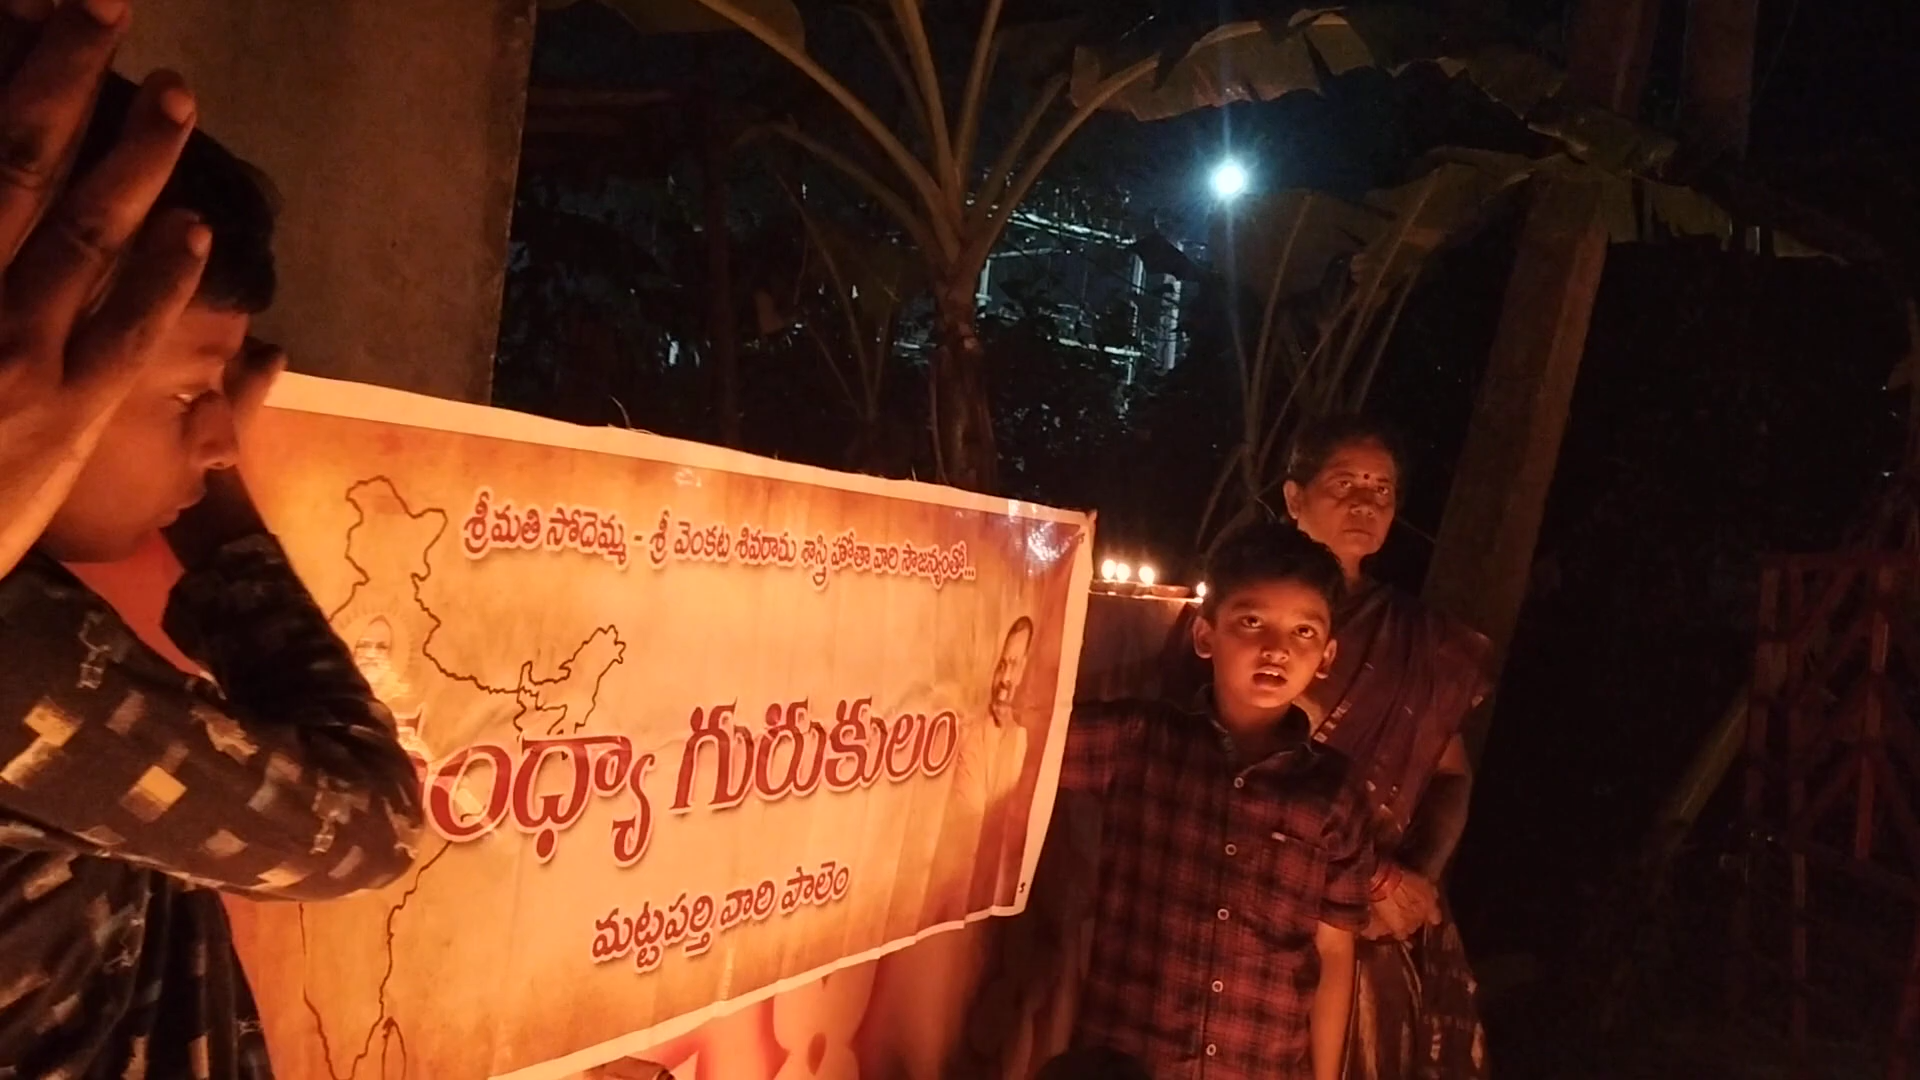 శ్రీమతి సోదెమ్మ - శ్రీ వెంకట శివరామ శాస్త్రి హోతా వారి సౌజన్యంతో...
సంధ్యా గురుకులం
మట్టపర్తి వారి పాలెం